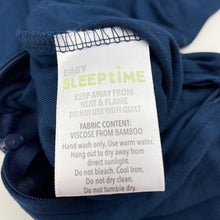 BABY
SLEEPTIME
KEEP AWAY FROM
HEAT & FLAME
DO NOT USE WITH QUILT
FABRIC CONTENT:
VISCOSE FROM BAMBOO
Hand wash only. Use warm water.
Hang out to dry away from
direct sunlight.
Do not bleach. Cool Iron.
Do not dry clean.
Do not tumble dry.